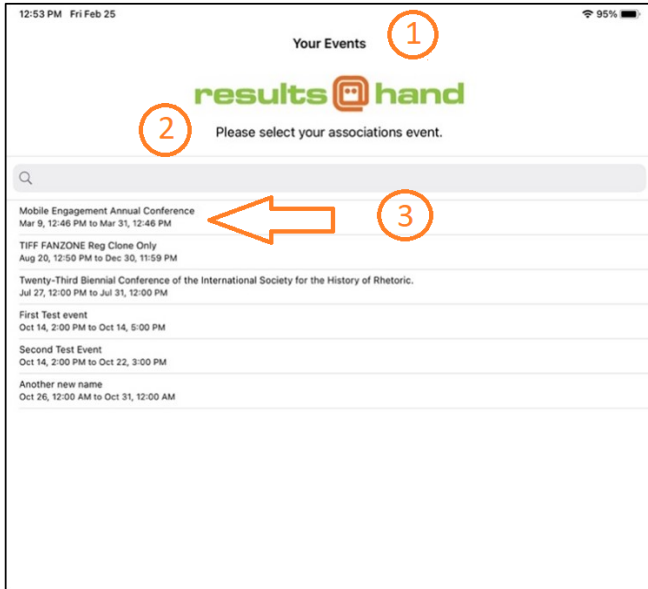 12:53 PM Fri Feb 25 95%
Your Events 1
results@hand
2 Please select your associations event.
Mobile Engagement Annual Conference
Mar 9, 12:46 PM to Mar 31, 12:46 PM
3
TIFF FANZONE Reg Clone Only
Aug 20, 12:50 PM to Dec 30, 11:59 PM
Twenty-Third Biennial Conference of the International Society for the History of Rhetoric.
Jul 27, 12:00 PM to Jul 31, 12:00 PM
First Test event
Oct 14, 2:00 PM to Oct 14, 5:00 PM
Second Test Event
Oct 14, 2:00 PM to Oct 22, 3:00 PM
Another new name
Oct 26, 12:00 AM to Oct 31, 12:00 AM